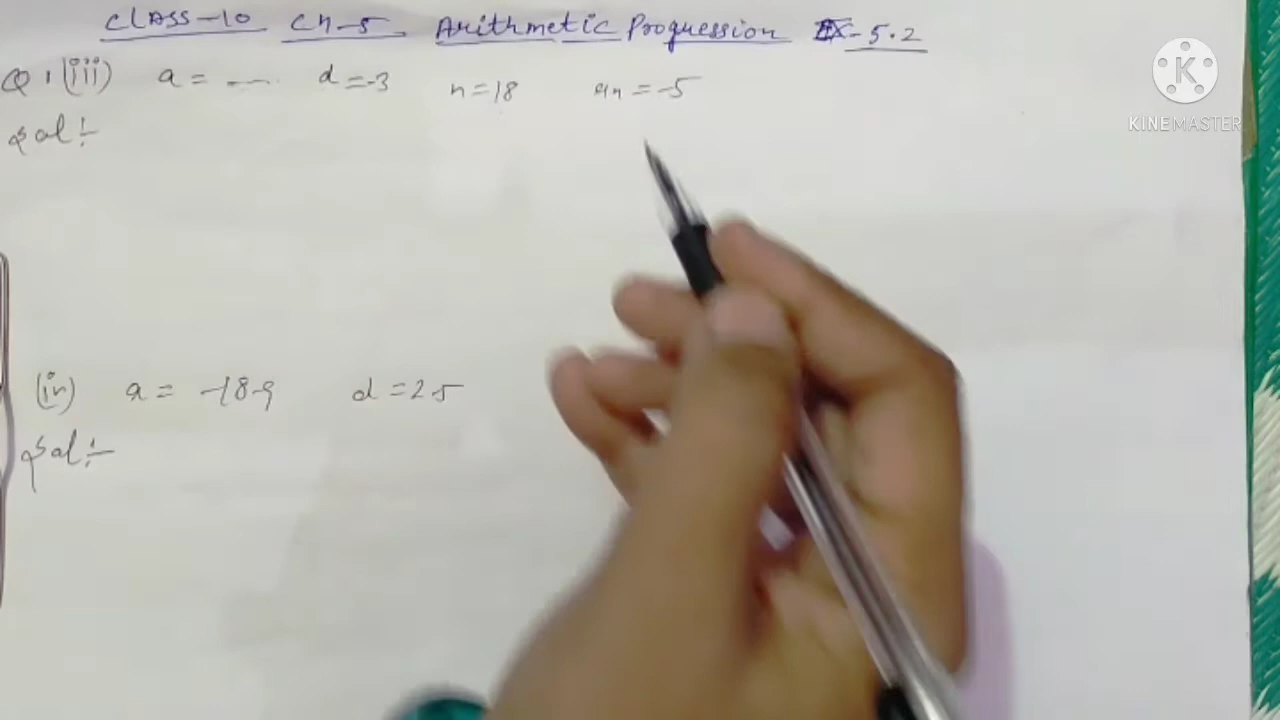 CLASS-10 CH-5 Arithmetic Progression EX-5.2
K
KINEMASTER
Q1(iii) a = ---- d = -3 n = 18 an = -5
Sol:-
(iv) a = -18.9 d = 2.5
Sol:-